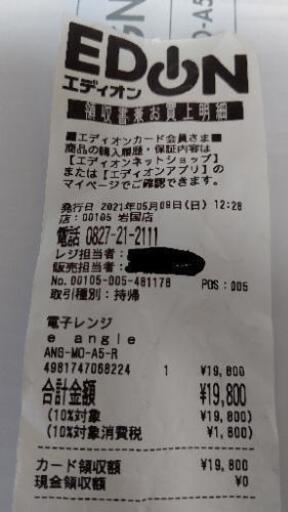 EDION
エディオン
領収書兼お買上明細
■エディオンカード会員さま■
商品の購入履歴・保証内容は
【エディオンネットショップ】
または【エディオンアプリ】の
マイページでご確認できます。
発行日 2021年05月09日(日) 12:28
店：00105 岩国店
電話 0827-21-2111
レジ担当者：
販売担当者：
No.00105-005-481178 POS：005
取引種別：持帰
電子レンジ
e angle
ANG-MO-A5-R
4981747068224 1 ¥19,800
合計金額 ¥19,800
(10%対象 ¥19,800)
(10%対象消費税 ¥1,800)
カード領収額 ¥19,800
現金領収額 ¥0